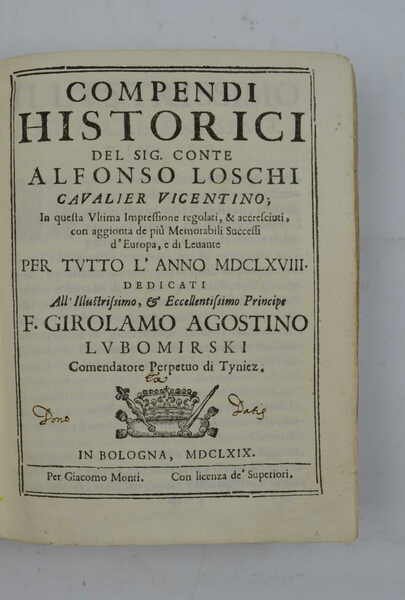 COMPENDI
HISTORICI
DEL SIG. CONTE
ALFONSO LOSCHI
CAVALIER VICENTINO;
In queſta Vltima Impreſſione regolati, & accreſciuti,
con aggionta de più Memorabili Succeſſi
d'Europa, e di Leuante
PER TVTTO L'ANNO MDCLXVIII.
DEDICATI
All'Illuſtriſſimo, & Eccellentiſſimo Principe
F. GIROLAMO AGOSTINO
LVBOMIRSKI
Comendatore Perpetuo di Tyniez.
Dono Datis
IN BOLOGNA, MDCLXIX.
Per Giacomo Monti. Con licenza de' Superiori.